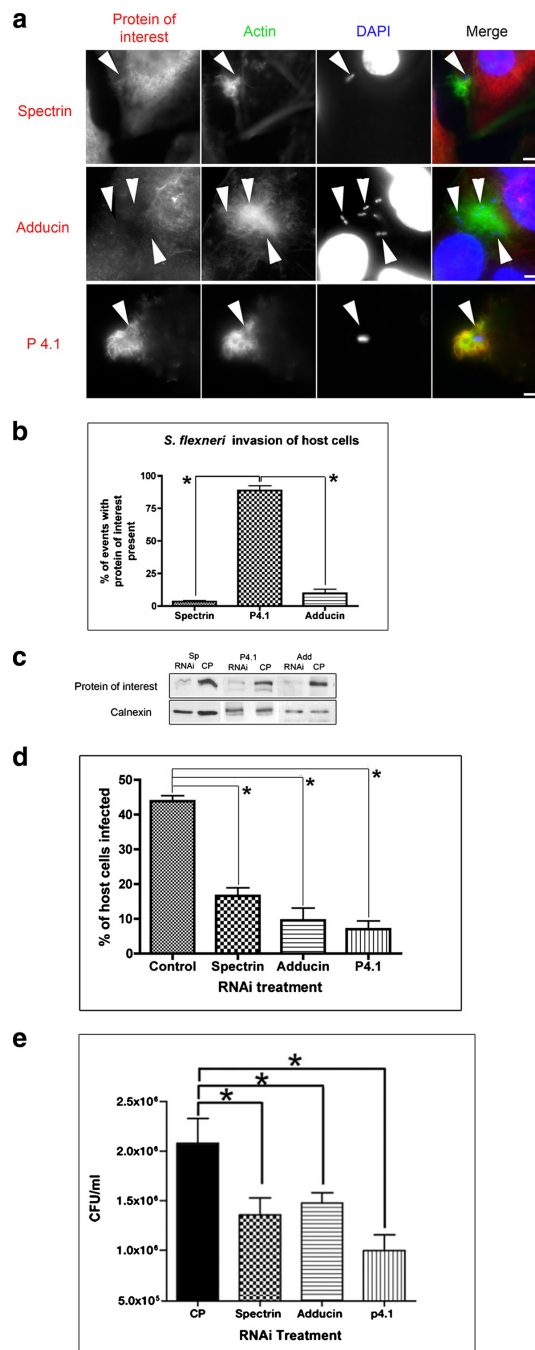 a
Protein of interest Actin DAPI Merge
Spectrin
Adducin
P 4.1
b
S. flexneri invasion of host cells
% of events with protein of interest present
100
75
50
25
0
*
*
Spectrin P4.1 Adducin
c
Sp P4.1 Add
RNAi CP RNAi CP RNAi CP
Protein of interest
Calnexin
d
% of host cells infected
50
40
30
20
10
0
*
*
*
Control Spectrin Adducin P4.1
RNAi treatment
e
CFU/ml
2.5x10⁶
2.0x10⁶
1.5x10⁶
1.0x10⁶
5.0x10⁵
*
*
*
CP Spectrin Adducin p4.1
RNAi Treatment